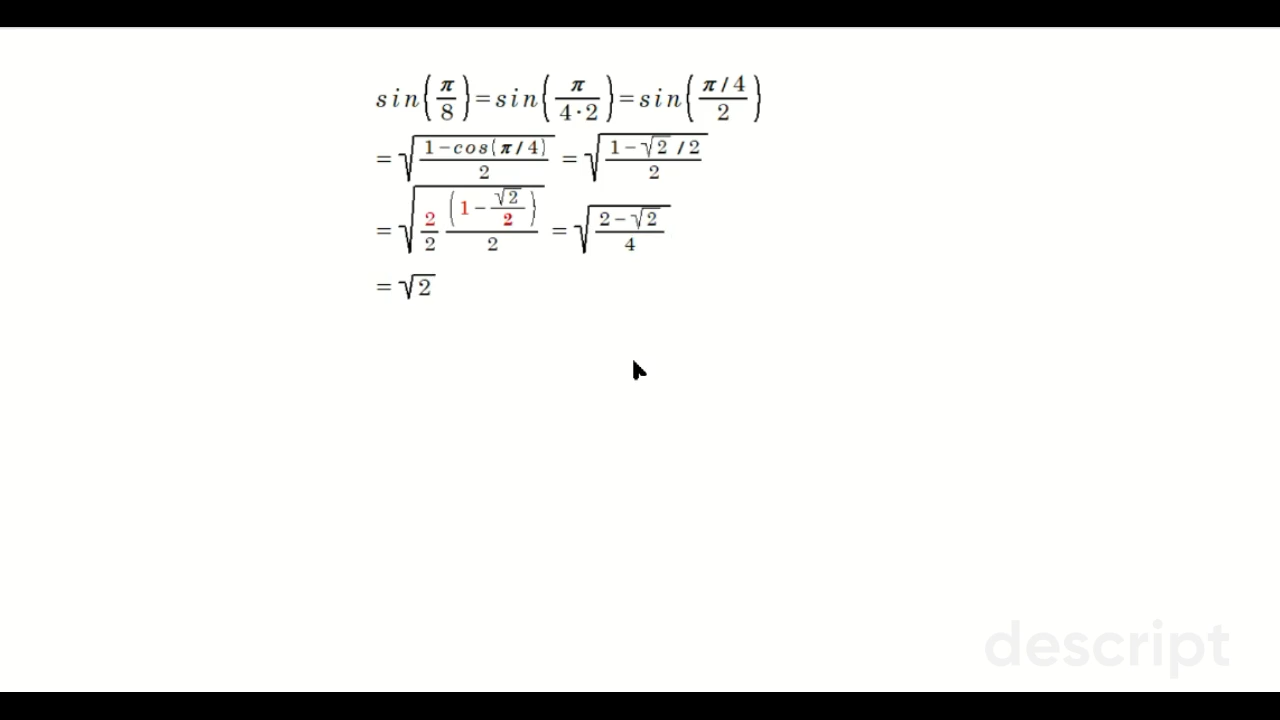 sin(π/8)=sin(π/(4·2))=sin((π/4)/2)
=√((1−cos(π/4))/2) =√((1−√2/2)/2)
=√((2/2)((1−√2/2)/2)) =√((2−√2)/4)
=√2
descript